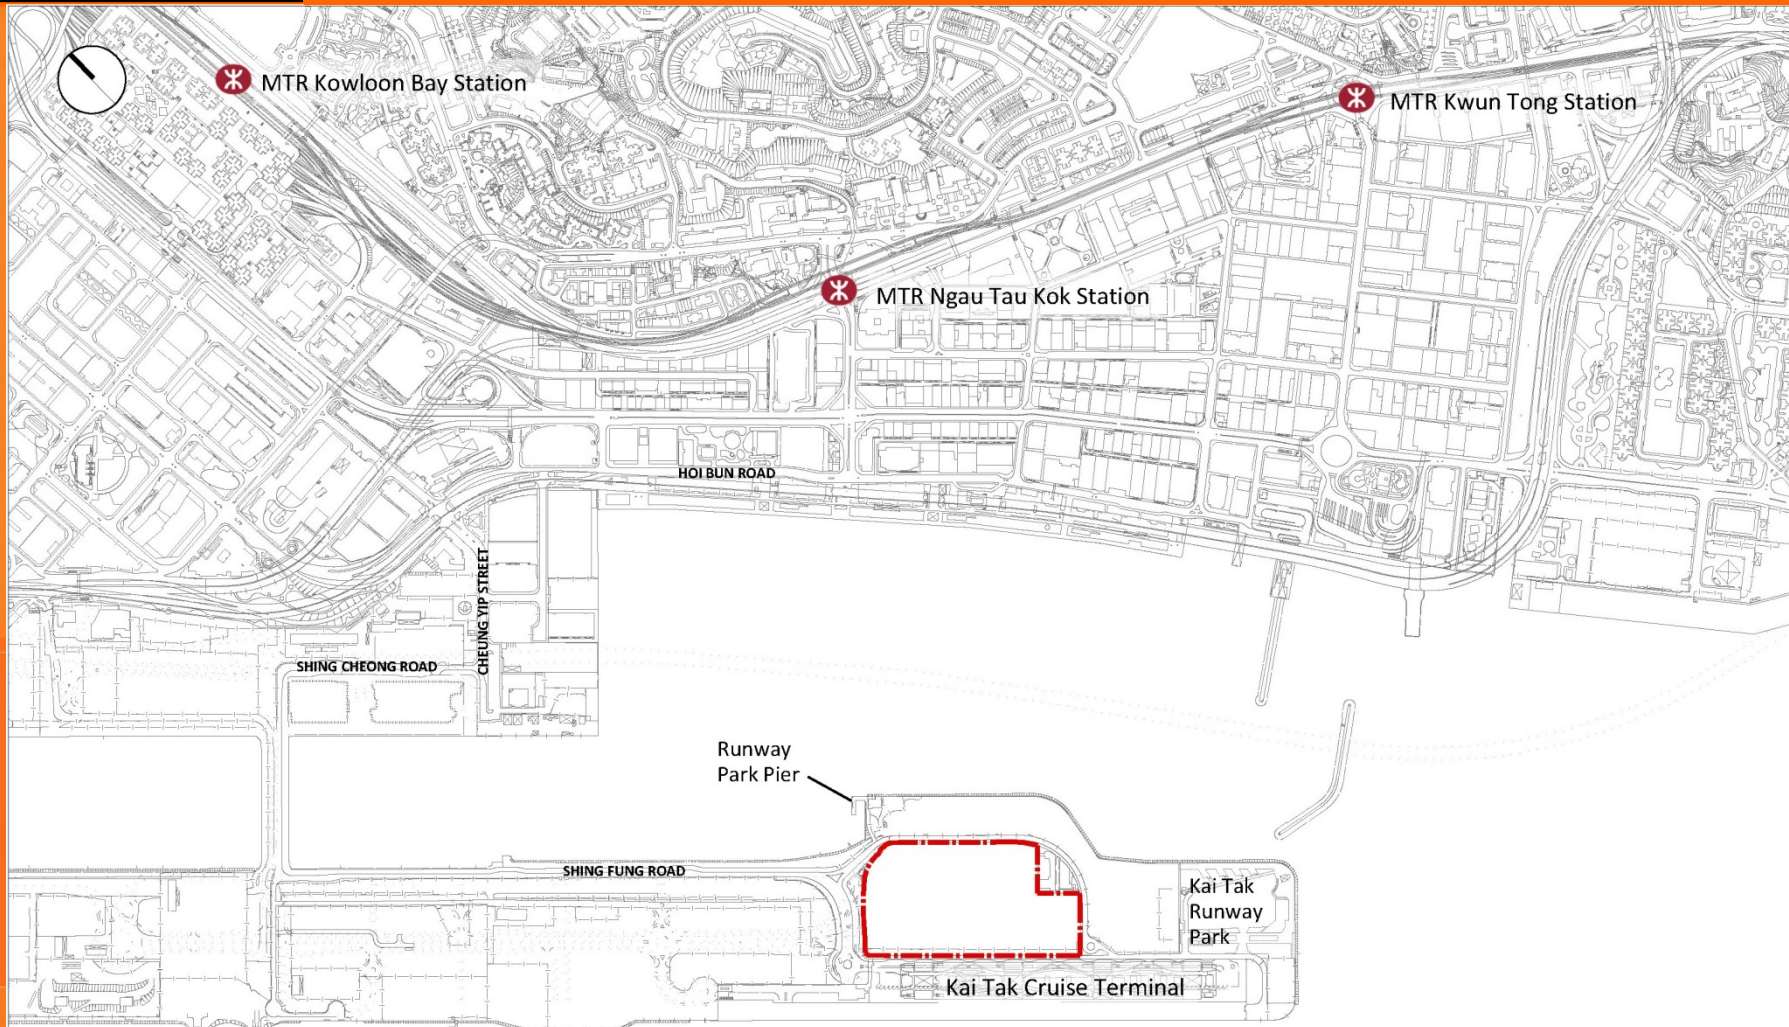 MTR Kowloon Bay Station
MTR Kwun Tong Station
MTR Ngau Tau Kok Station
HOI BUN ROAD
CHEUNG YIP STREET
SHING CHEONG ROAD
Runway
Park Pier
SHING FUNG ROAD
Kai Tak
Runway
Park
Kai Tak Cruise Terminal